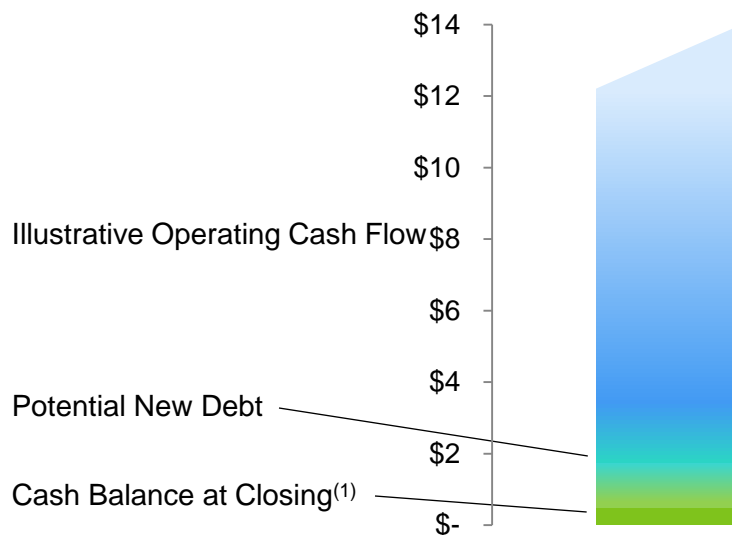 $14
$12
$10
Illustrative Operating Cash Flow $8
$6
$4
Potential New Debt
$2
Cash Balance at Closing(1)
$-